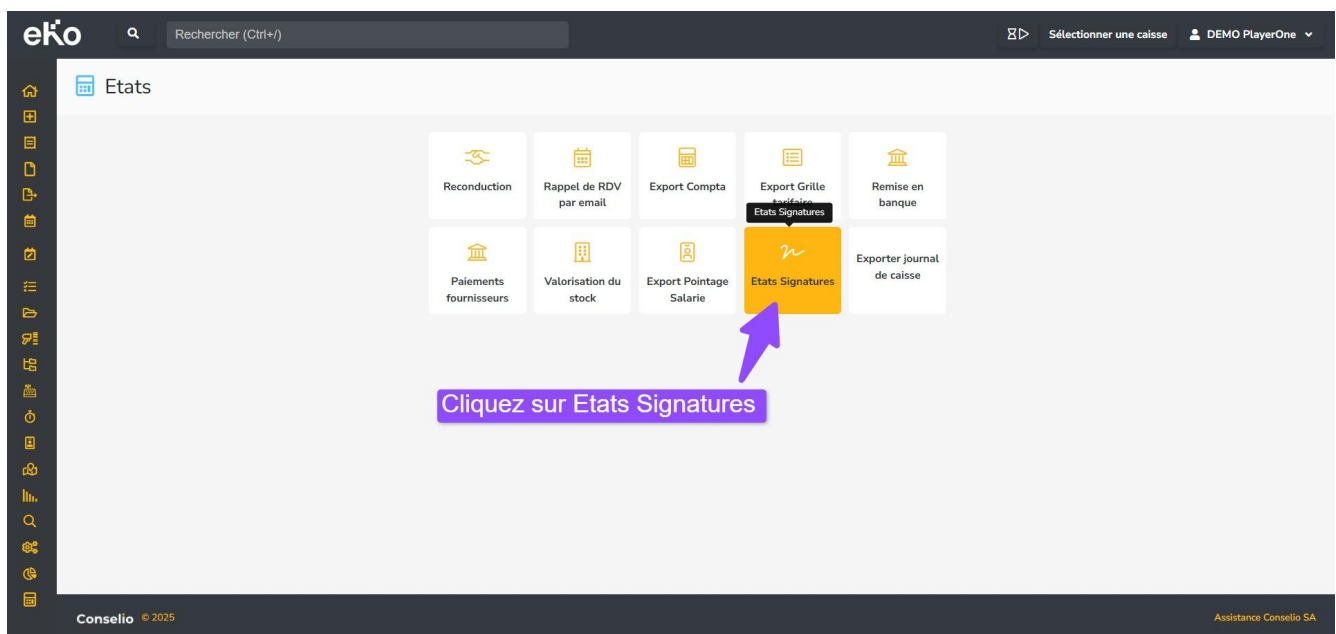 eKo
Rechercher (Ctrl+/)
Sélectionner une caisse
DEMO PlayerOne
Etats
Reconduction
Rappel de RDV
par email
Export Compta
Export Grille
tarifaire
Remise en
banque
Etats Signatures
Paiements
fournisseurs
Valorisation du
stock
Export Pointage
Salarie
Etats Signatures
Exporter journal
de caisse
Cliquez sur Etats Signatures
Conselio © 2025
Assistance Conselio SA